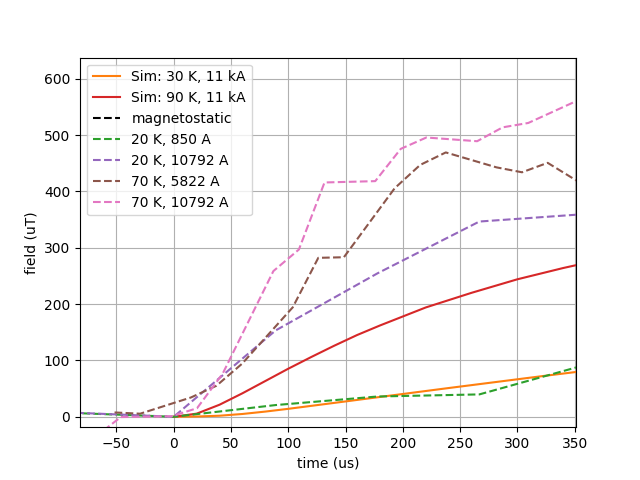 Sim: 30 K, 11 kA
Sim: 90 K, 11 kA
magnetostatic
20 K, 850 A
20 K, 10792 A
70 K, 5822 A
70 K, 10792 A
600
500
400
300
200
100
0
field (uT)
−50 0 50 100 150 200 250 300 350
time (us)